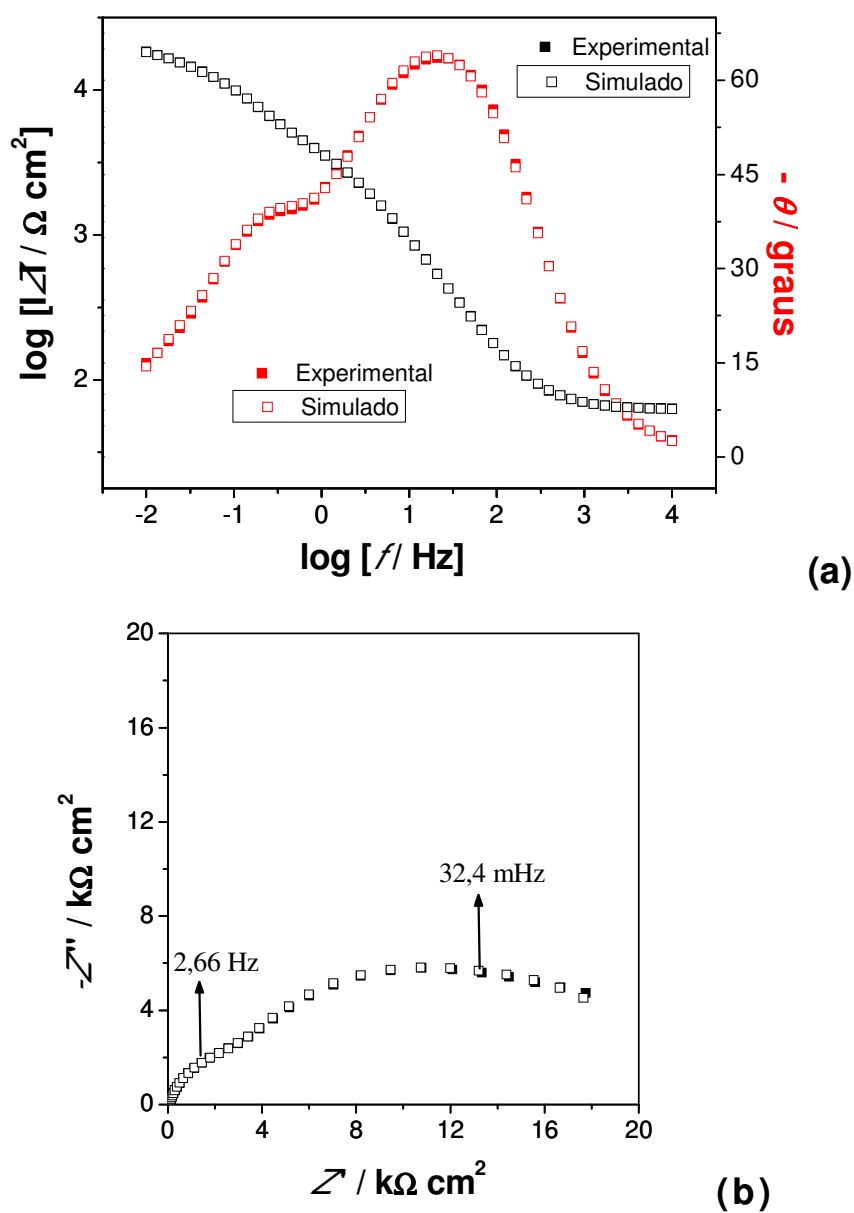 Experimental
Simulado
log [|Z| / Ω cm²]
4
3
2
60
45
30
15
0
- θ / graus
Experimental
Simulado
-2 -1 0 1 2 3 4
log [f / Hz]
(a)
20
16
12
8
4
0
-Z'' / kΩ cm²
32,4 mHz
2,66 Hz
0 4 8 12 16 20
Z' / kΩ cm²
(b)